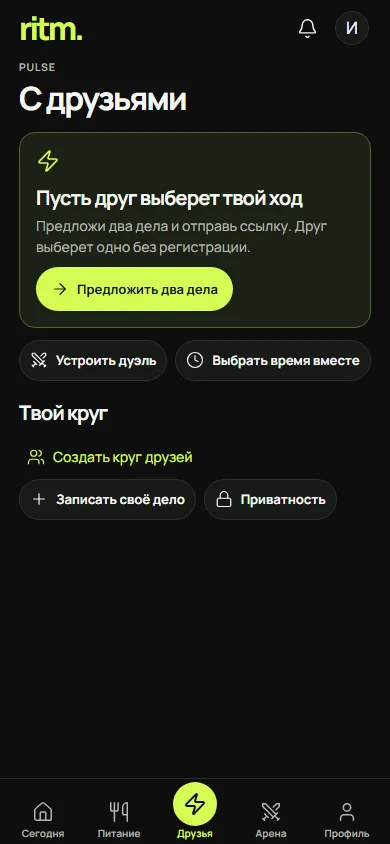 ritm.
И
PULSE
С друзьями
Пусть друг выберет твой ход
Предложи два дела и отправь ссылку. Друг
выберет одно без регистрации.
Предложить два дела
Устроить дуэль
Выбрать время вместе
Твой круг
Создать круг друзей
Записать своё дело
Приватность
Сегодня
Питание
Друзья
Арена
Профиль